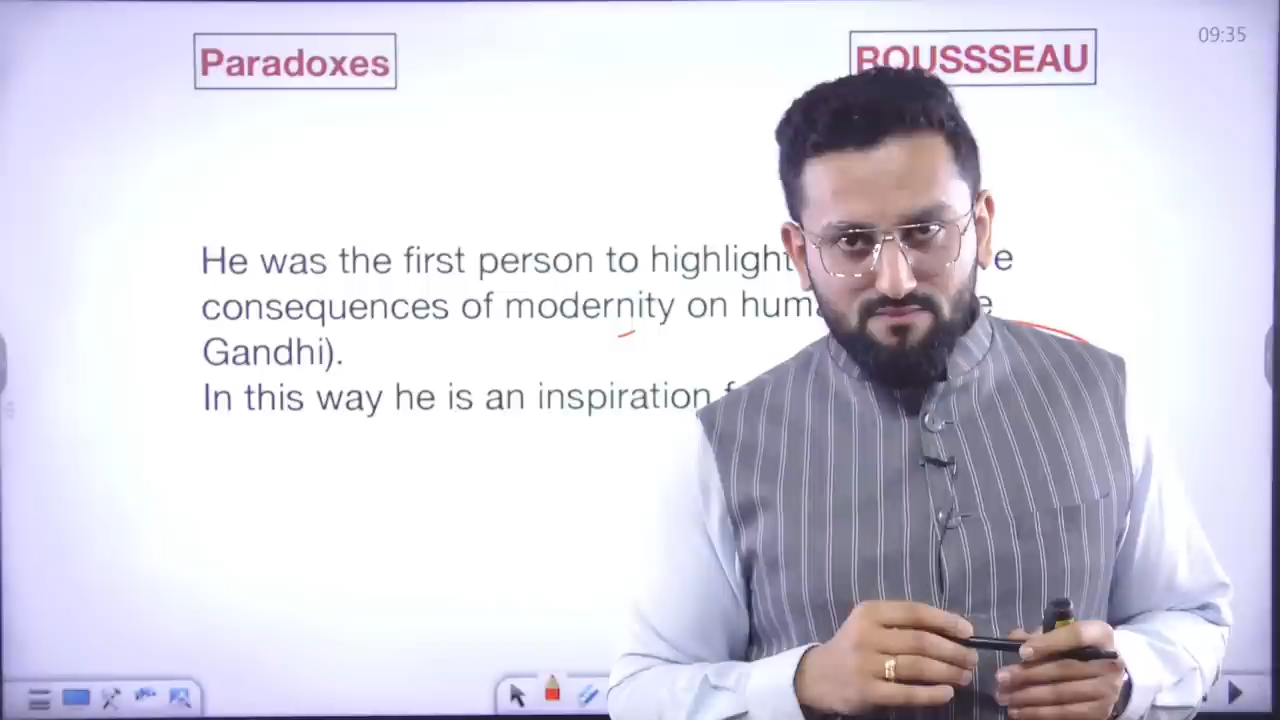 Paradoxes
ROUSSSEAU
09:35
He was the first person to highlight
consequences of modernity on
Gandhi).
In this way he is an inspiration